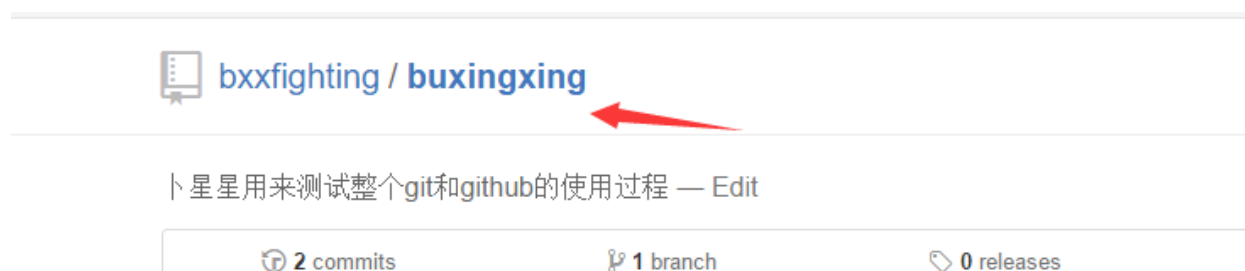 bxxfighting / buxingxing
卜星星用来测试整个git和github的使用过程 — Edit
2 commits 1 branch 0 releases